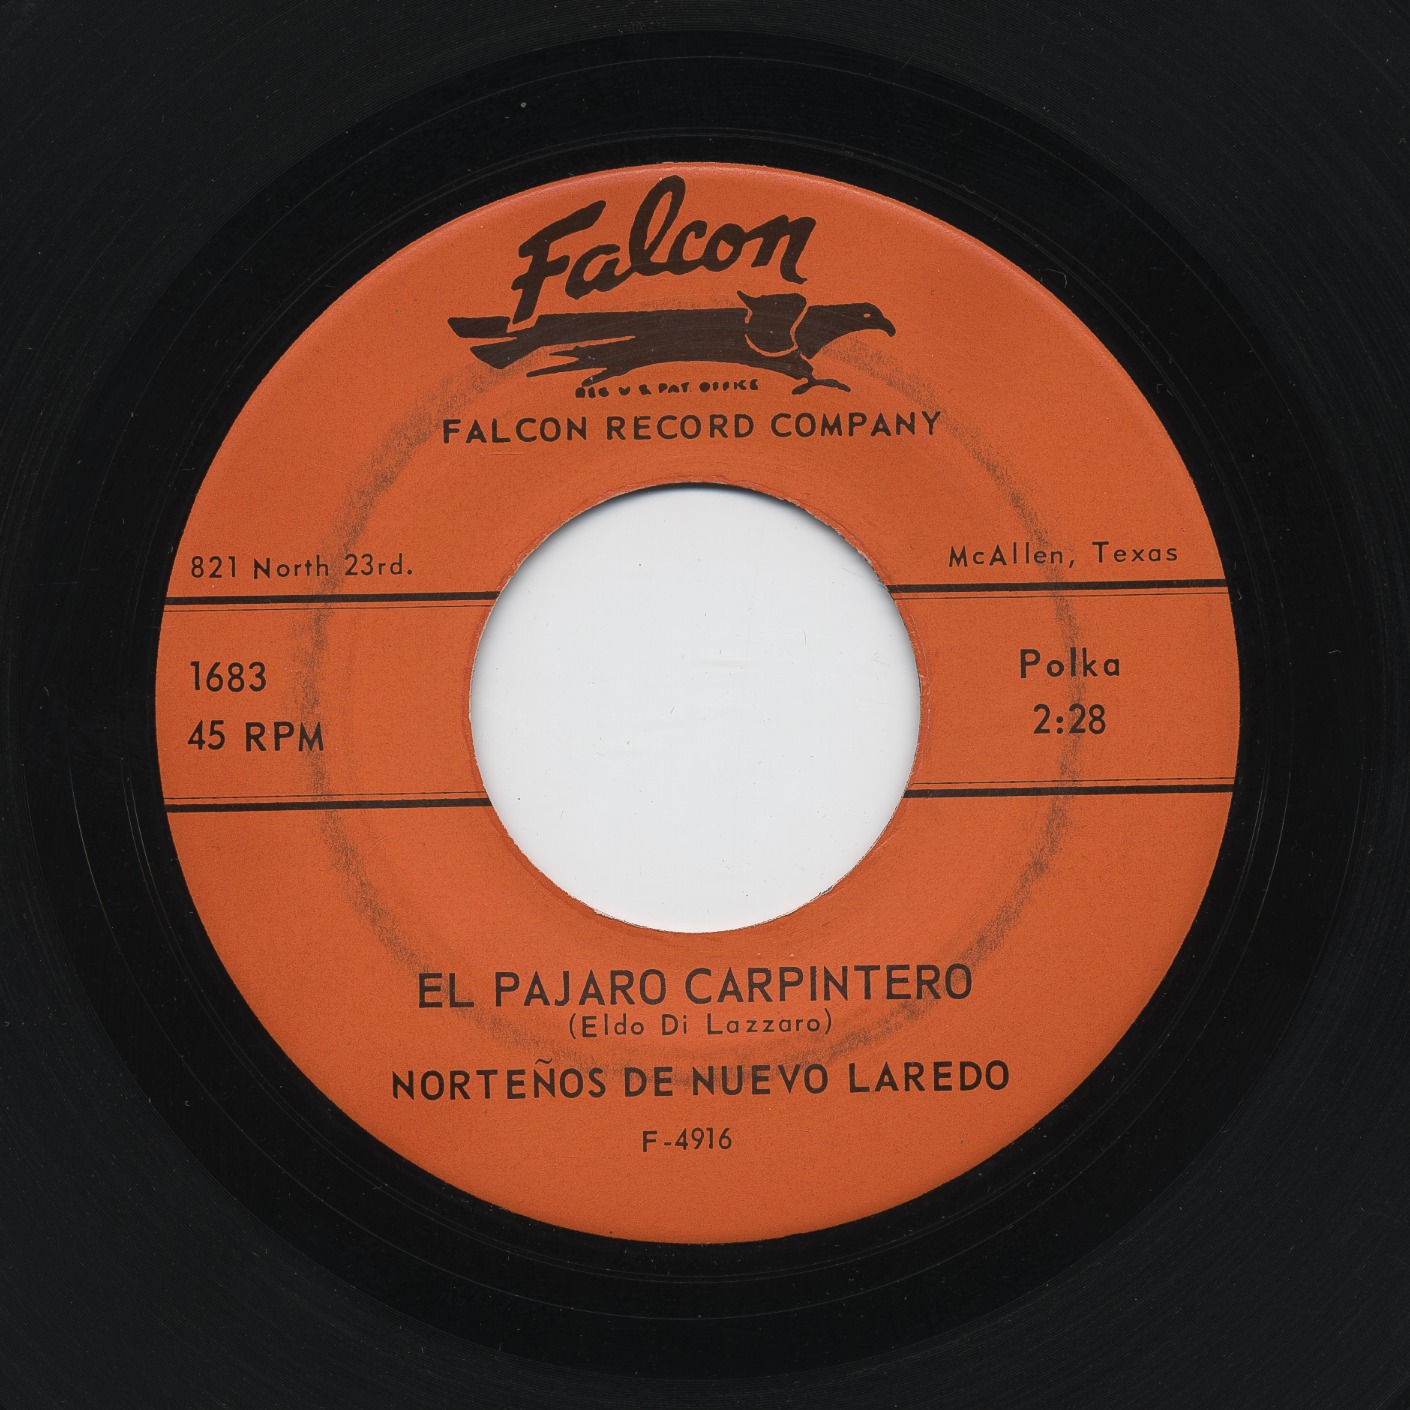 Falcon
REG U S PAT OFFICE
FALCON RECORD COMPANY
821 North 23rd.
McAllen, Texas
1683
45 RPM
Polka
2:28
EL PAJARO CARPINTERO
(Eldo Di Lazzaro)
NORTEÑOS DE NUEVO LAREDO
F-4916